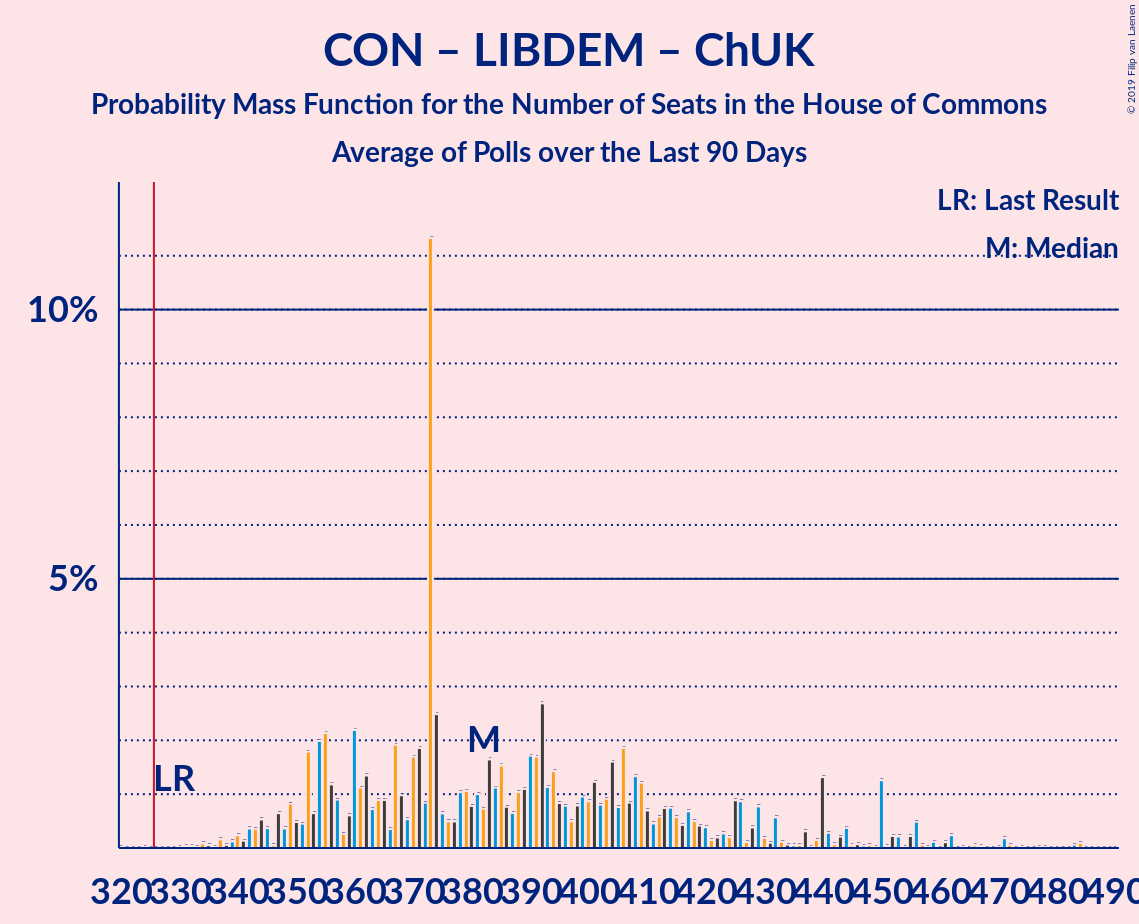 CON – LIBDEM – ChUK
Probability Mass Function for the Number of Seats in the House of Commons
Average of Polls over the Last 90 Days
© 2019 Filip van Laenen
LR: Last Result
M: Median
10%
5%
M
LR
320 330 340 350 360 370 380 390 400 410 420 430 440 450 460 470 480 490